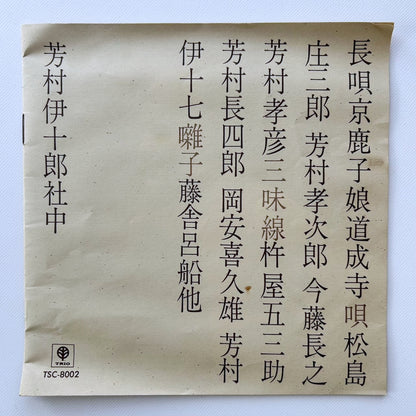 長唄京鹿子娘道成寺唄松島
庄三郎 芳村孝次郎 今藤長之
芳村孝彦三味線杵屋五三助
芳村長四郎 岡安喜久雄 芳村
伊十七囃子藤舎呂船他
芳村伊十郎社中
TRIO
TSC-8002